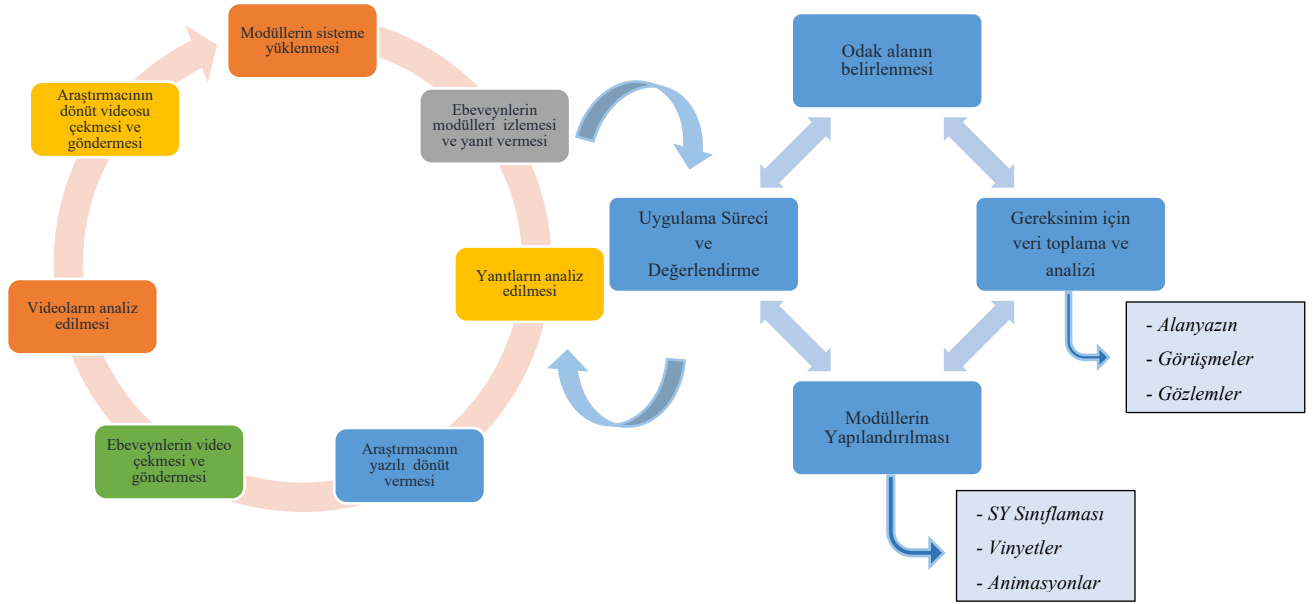 Modüllerin sisteme
yüklenmesi
Ebeveynlerin
modülleri izlemesi
ve yanıt vermesi
Yanıtların analiz
edilmesi
Araştırmacının
yazılı dönüt
vermesi
Ebeveynlerin video
çekmesi ve
göndermesi
Videoların analiz
edilmesi
Araştırmacının
dönüt videosu
çekmesi ve
göndermesi
Odak alanın
belirlenmesi
Gereksinim için
veri toplama ve
analizi
- Alanyazın
- Görüşmeler
- Gözlemler
Modüllerin
Yapılandırılması
- SY Sınıflaması
- Vinyetler
- Animasyonlar
Uygulama Süreci
ve
Değerlendirme